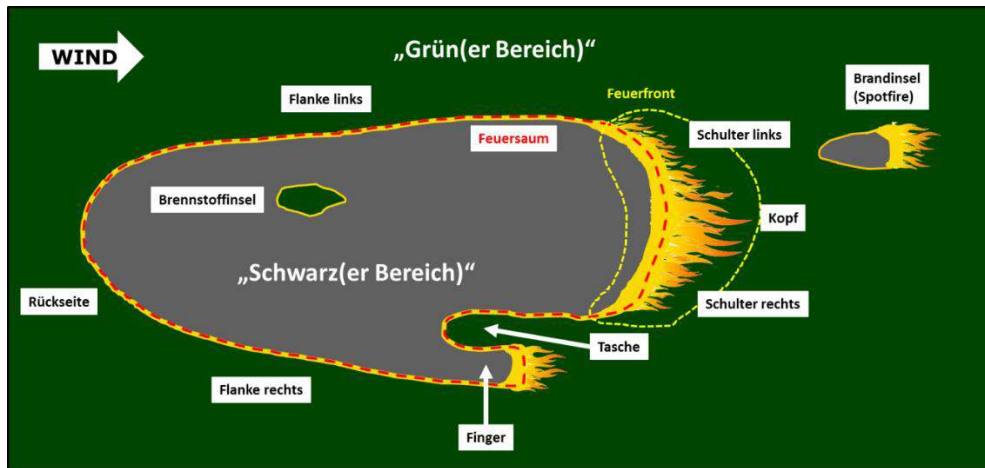 WIND
„Grün(er Bereich)“
Flanke links
Feuerfront
Brandinsel
(Spotfire)
Feuersaum
Schulter links
Brennstoffinsel
Kopf
„Schwarz(er Bereich)“
Rückseite
Schulter rechts
Tasche
Flanke rechts
Finger